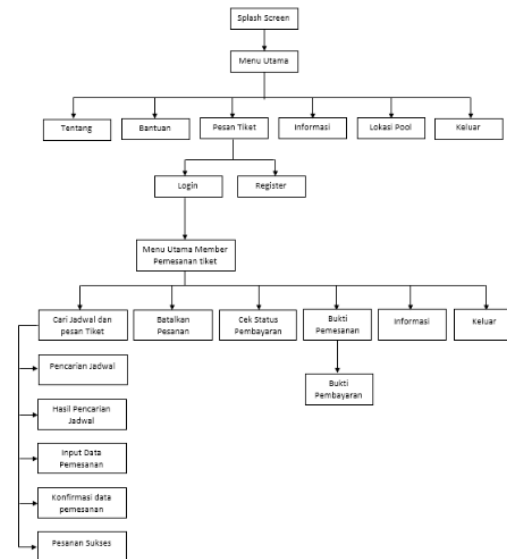 Splash Screen
Menu Utama
Tentang
Bantuan
Pesan Tiket
Informasi
Lokasi Pool
Keluar
Login
Register
Menu Utama Member
Pemesanan tiket
Cari Jadwal dan
pesan Tiket
Batalkan
Pesanan
Cek Status
Pembayaran
Bukti
Pemesanan
Informasi
Keluar
Pencarian Jadwal
Bukti
Pembayaran
Hasil Pencarian
Jadwal
Input Data
Pemesanan
Konfirmasi data
pemesanan
Pesanan Sukses